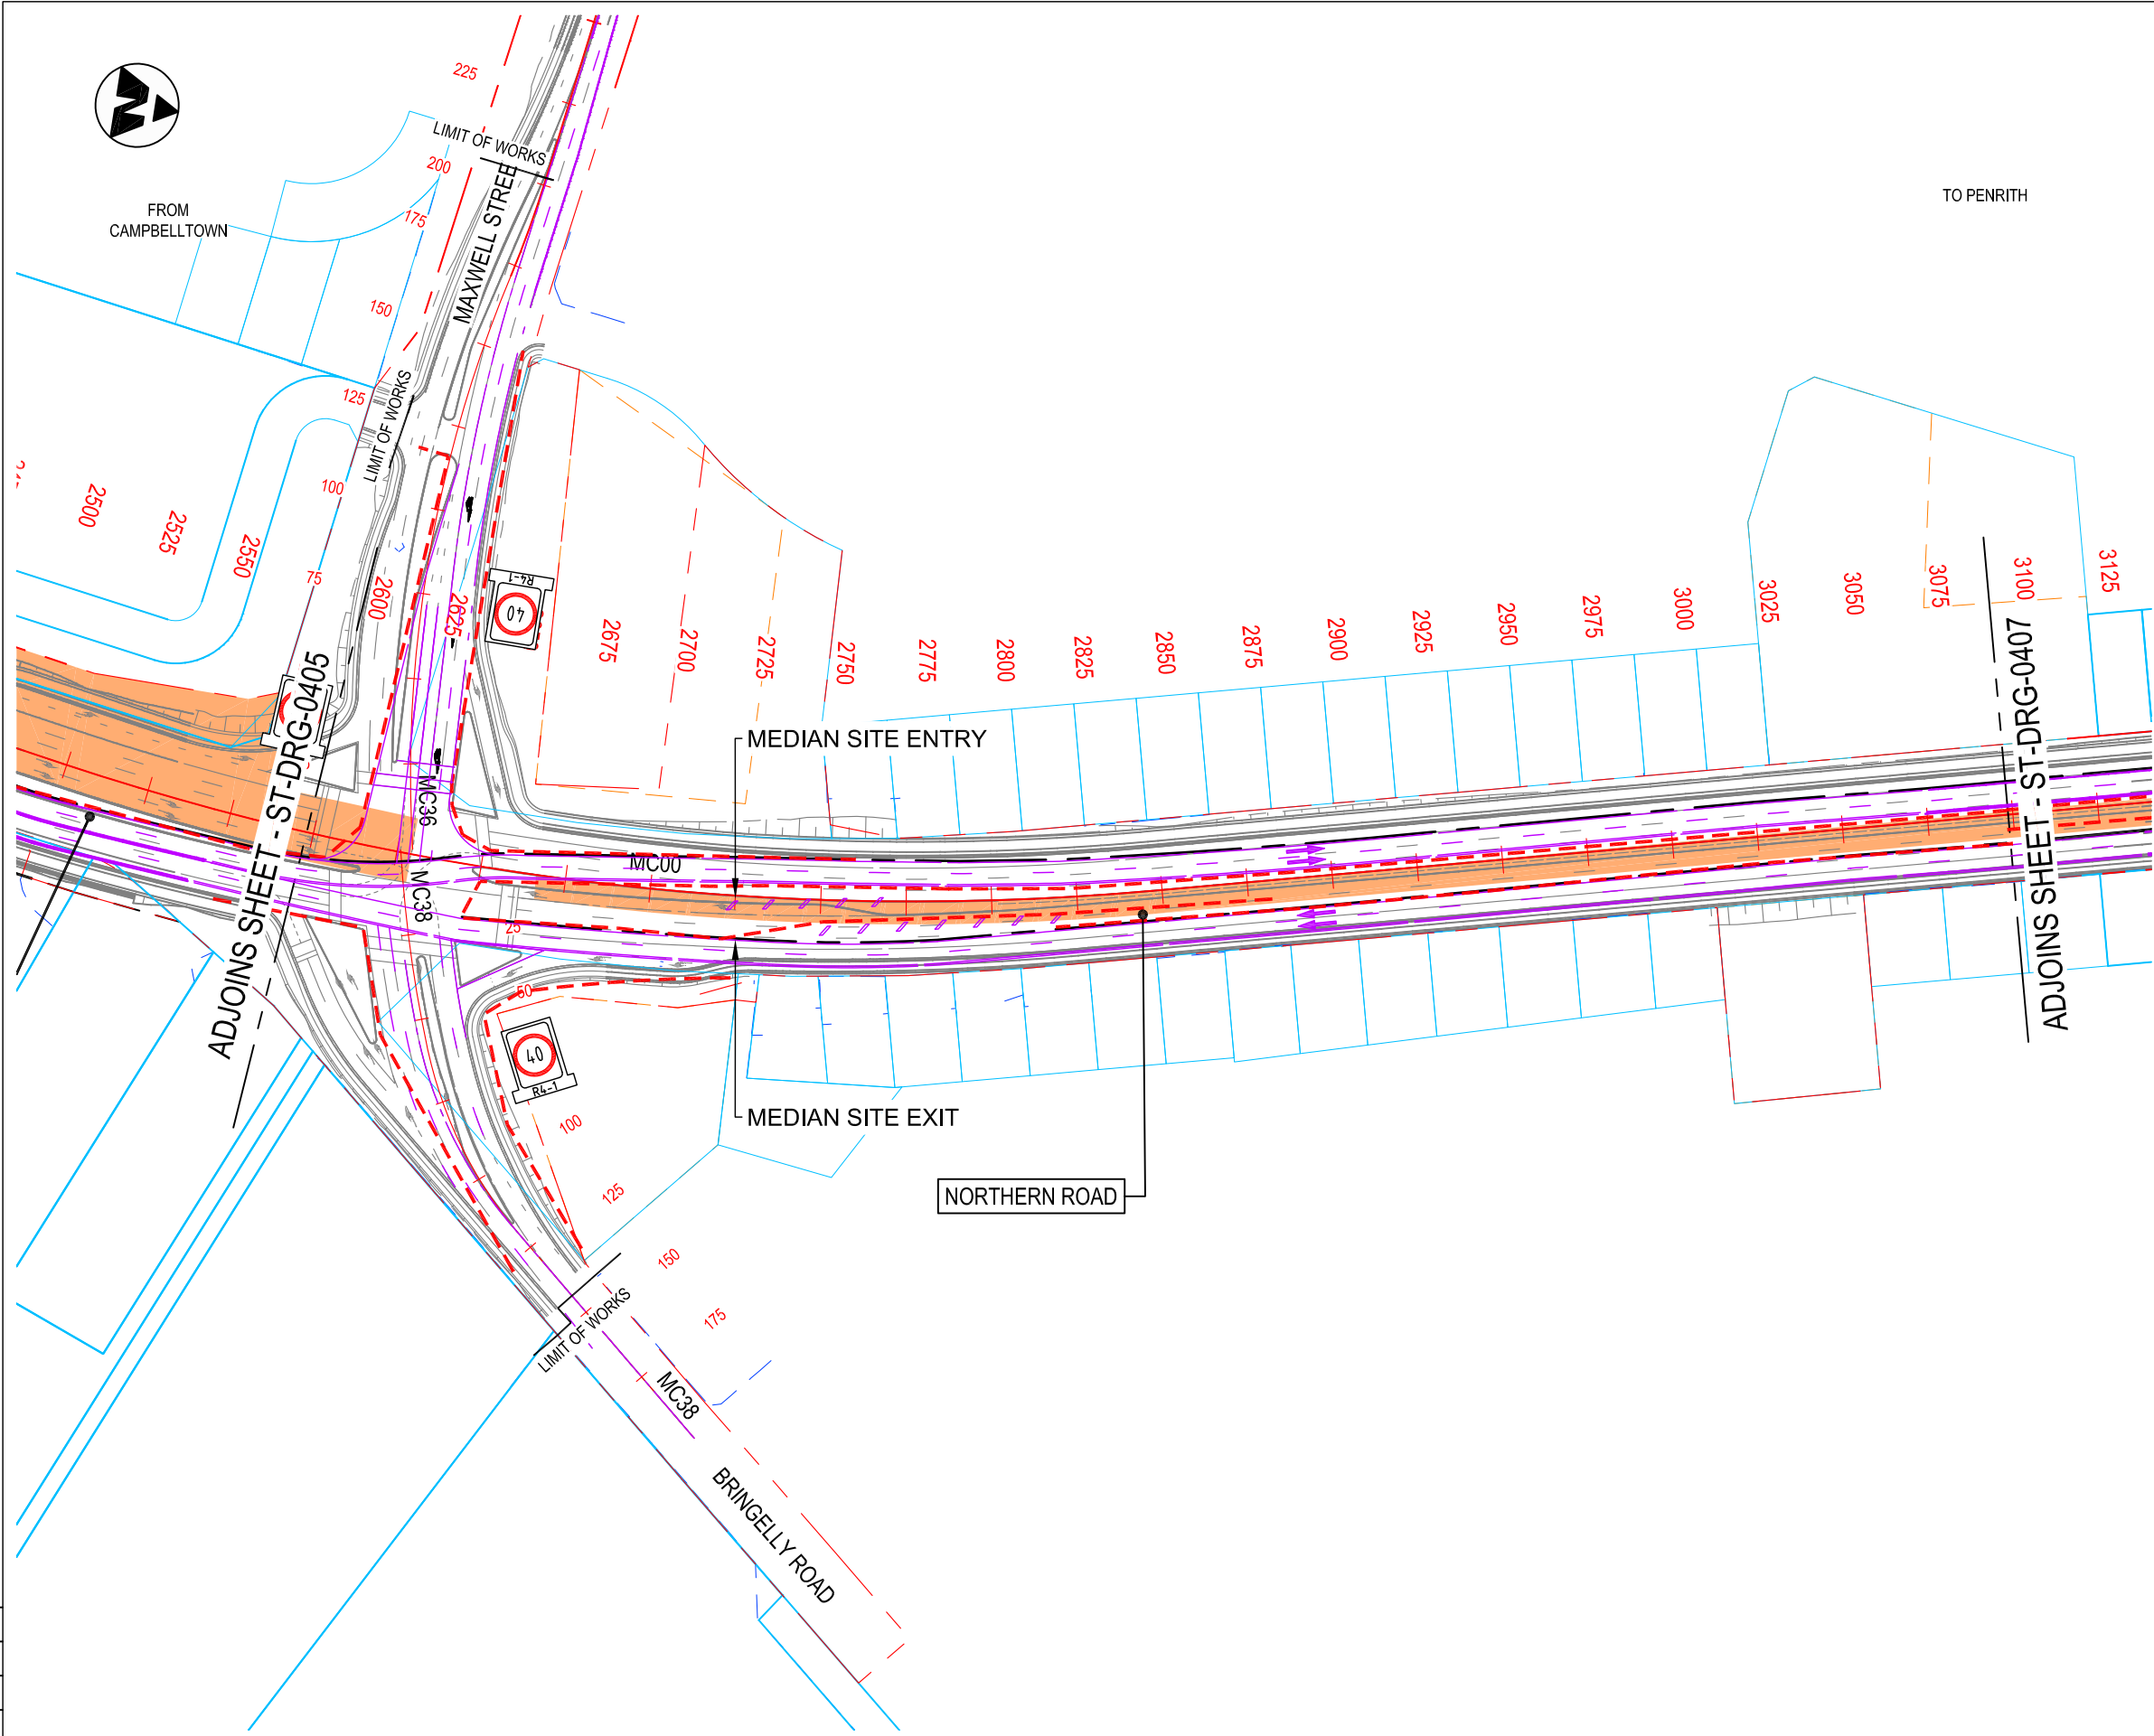 225
LIMIT OF WORKS
200
FROM
CAMPBELLTOWN
175
MAXWELL STREE
TO PENRITH
150
125
LIMIT OF WORKS
100
2500
2525
2550
75
2600
2625
R4-1
40
2675
2700
2725
2750
2775
2800
2825
2850
2875
2900
2925
2950
2975
3000
3025
3050
3075
3100
3125
ADJOINS SHEET - ST-DRG-0405
ADJOINS SHEET - ST-DRG-0407
MEDIAN SITE ENTRY
MC36
MC00
MC38
25
50
40
R4-1
MEDIAN SITE EXIT
100
125
NORTHERN ROAD
150
175
LIMIT OF WORKS
MC38
BRINGELLY ROAD